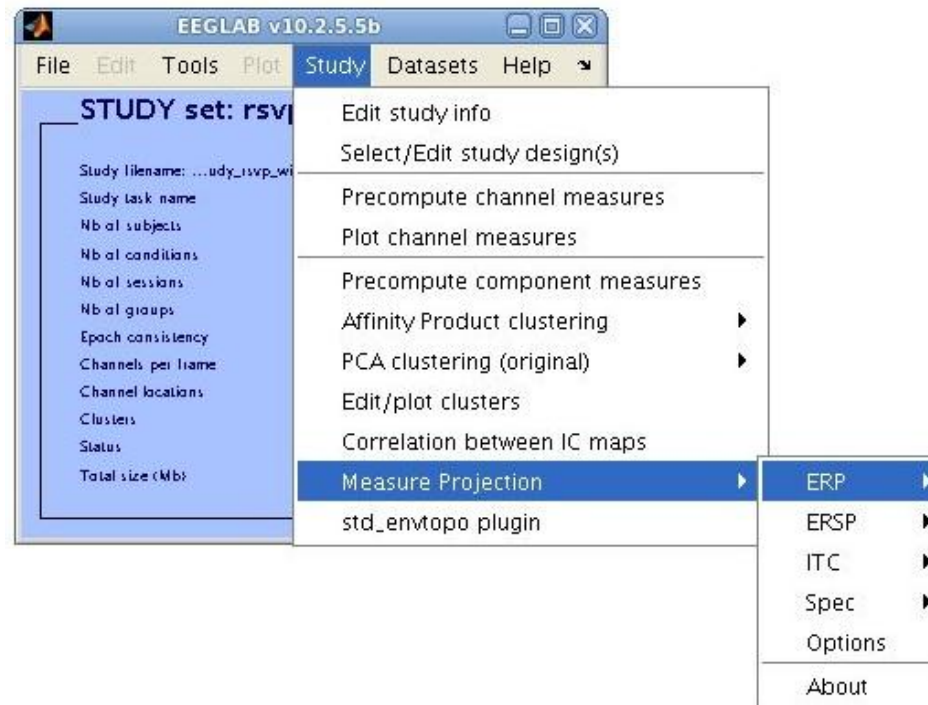 EEGLAB v10.2.5.5b
File Edit Tools Plot Study Datasets Help
STUDY set: rsvp
Study filename: ...udy_rsvp_wi
Study task name
Nb of subjects
Nb of conditions
Nb of sessions
Nb of groups
Epoch consistency
Channels per frame
Channel locations
Clusters
Status
Total size (Mb)
Edit study info
Select/Edit study design(s)
Precompute channel measures
Plot channel measures
Precompute component measures
Affinity Product clustering
PCA clustering (original)
Edit/plot clusters
Correlation between IC maps
Measure Projection
std_envtopo plugin
ERP
ERSP
ITC
Spec
Options
About